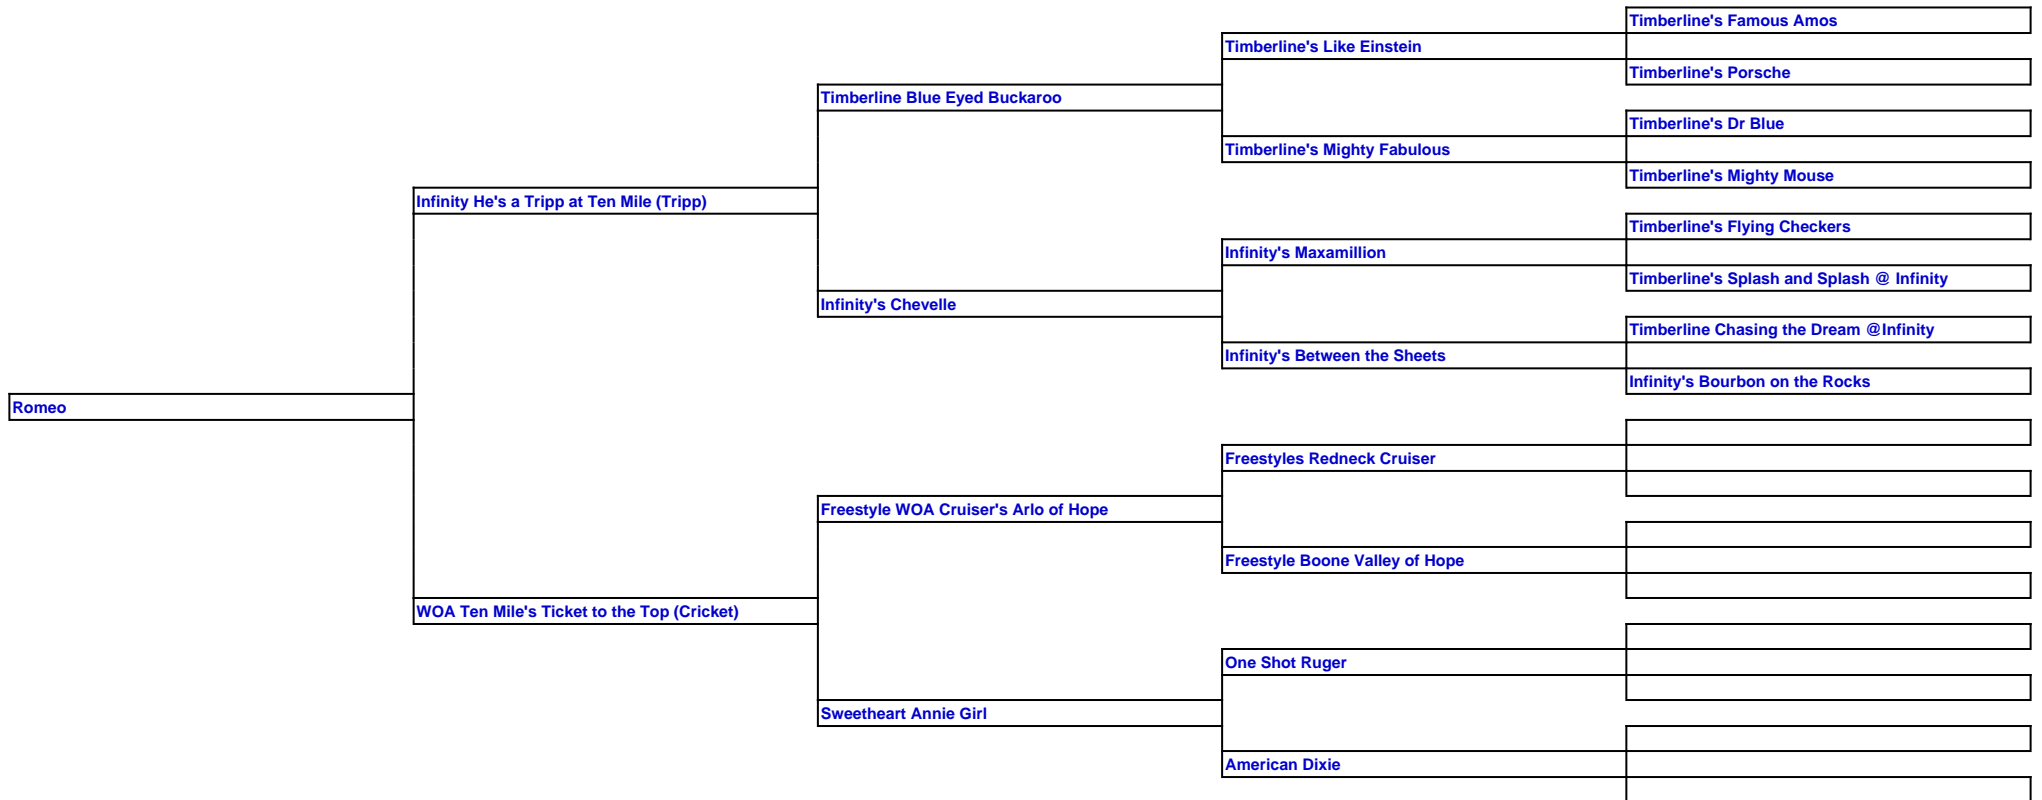 Timberline's Famous Amos
Timberline's Like Einstein
Timberline's Porsche
Timberline Blue Eyed Buckaroo
Timberline's Dr Blue
Timberline's Mighty Fabulous
Timberline's Mighty Mouse
Infinity He's a Tripp at Ten Mile (Tripp)
Timberline's Flying Checkers
Infinity's Maxamillion
Timberline's Splash and Splash @ Infinity
Infinity's Chevelle
Timberline Chasing the Dream @Infinity
Infinity's Between the Sheets
Infinity's Bourbon on the Rocks
Romeo
Freestyles Redneck Cruiser
Freestyle WOA Cruiser's Arlo of Hope
Freestyle Boone Valley of Hope
WOA Ten Mile's Ticket to the Top (Cricket)
One Shot Ruger
Sweetheart Annie Girl
American Dixie